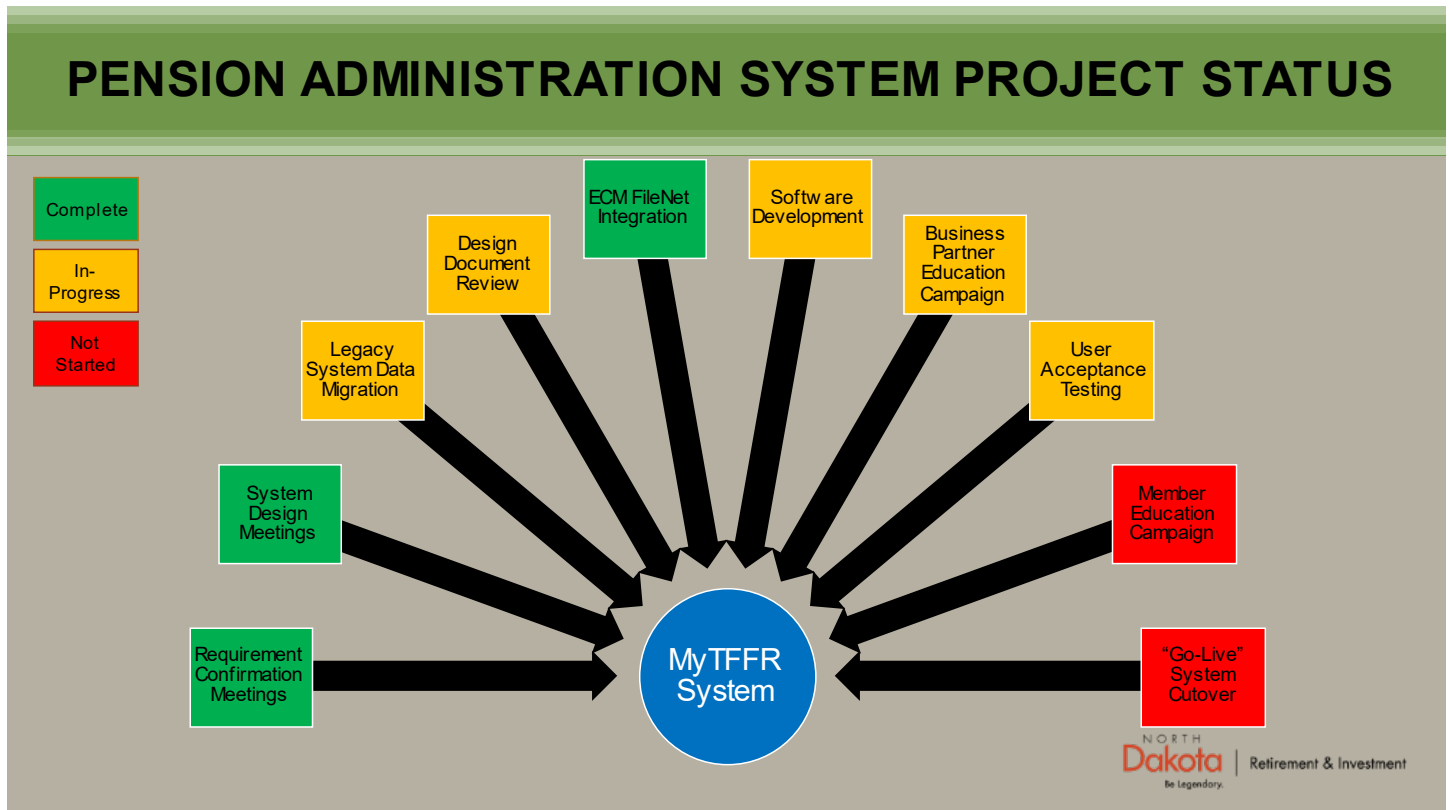 PENSION ADMINISTRATION SYSTEM PROJECT STATUS
Complete
In-
Progress
Not
Started
Requirement
Confirmation
Meetings
System
Design
Meetings
Legacy
System Data
Migration
Design
Document
Review
ECM FileNet
Integration
Software
Development
Business
Partner
Education
Campaign
User
Acceptance
Testing
Member
Education
Campaign
“Go-Live”
System
Cutover
MyTFFR
System
NORTH
Dakota
Be Legendary.
Retirement & Investment